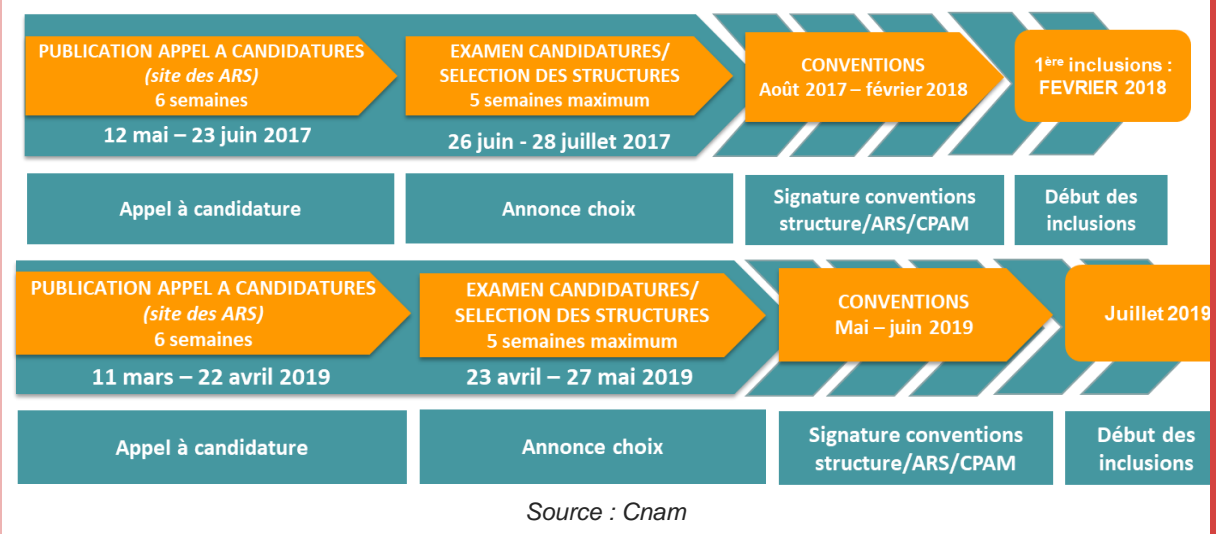 PUBLICATION APPEL A CANDIDATURES
(site des ARS)
6 semaines
12 mai – 23 juin 2017
EXAMEN CANDIDATURES/
SELECTION DES STRUCTURES
5 semaines maximum
26 juin - 28 juillet 2017
CONVENTIONS
Août 2017 – février 2018
1ère inclusions :
FEVRIER 2018
Appel à candidature
Annonce choix
Signature conventions
structure/ARS/CPAM
Début des
inclusions
PUBLICATION APPEL A CANDIDATURES
(site des ARS)
6 semaines
11 mars – 22 avril 2019
EXAMEN CANDIDATURES/
SELECTION DES STRUCTURES
5 semaines maximum
23 avril – 27 mai 2019
CONVENTIONS
Mai – juin 2019
Juillet 2019
Appel à candidature
Annonce choix
Signature conventions
structure/ARS/CPAM
Début des
inclusions
Source : Cnam